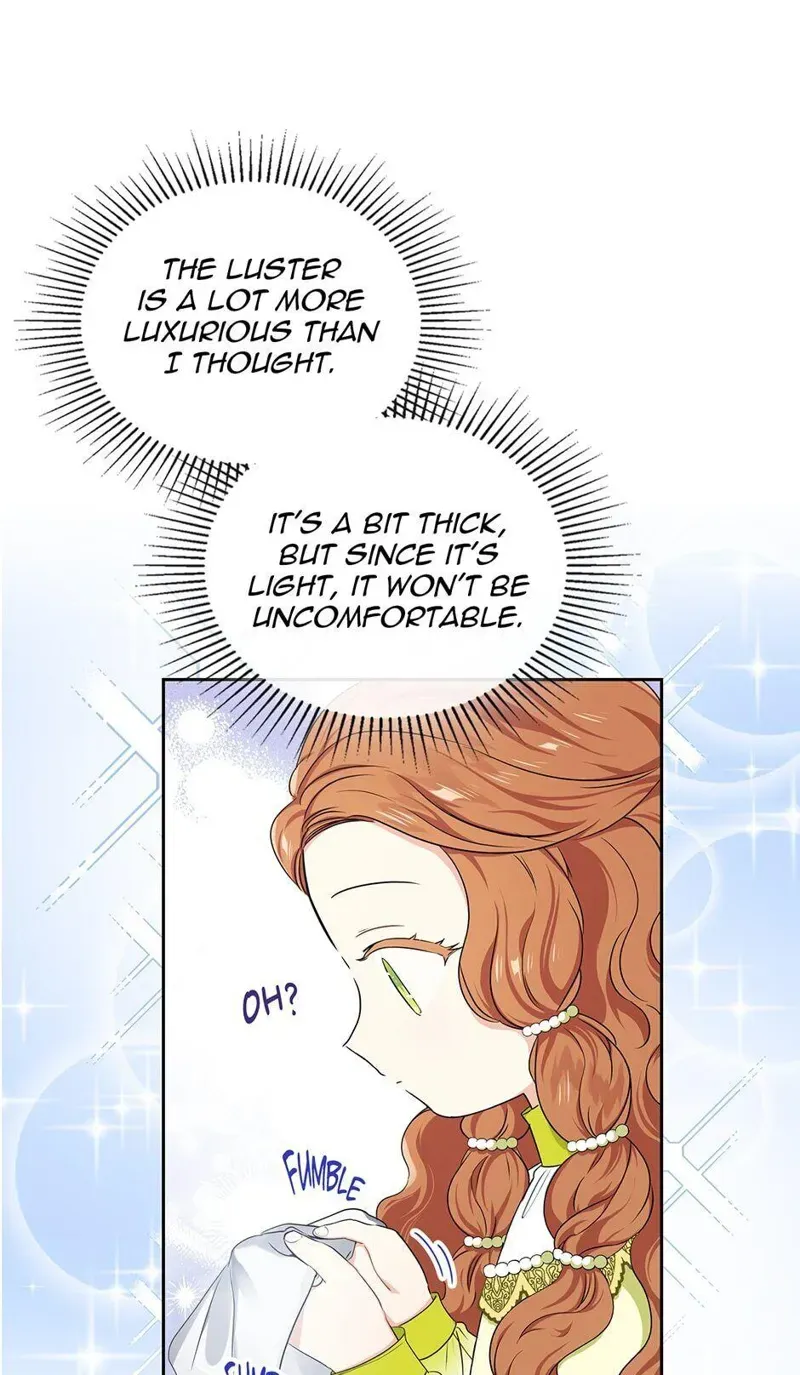 THE LUSTER
IS A LOT MORE
LUXURIOUS THAN
I THOUGHT.
IT'S A BIT THICK,
BUT SINCE IT'S
LIGHT, IT WON'T BE
UNCOMFORTABLE.
OH?
FUMBLE